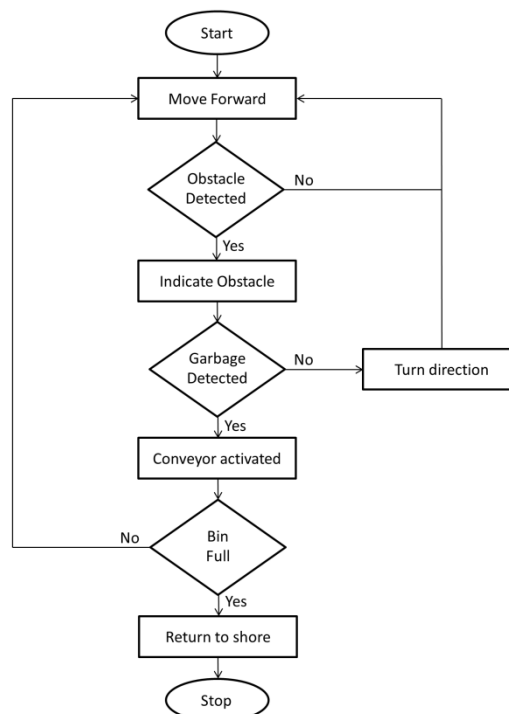 Start
Move Forward
Obstacle
Detected
No
Yes
Indicate Obstacle
Garbage
Detected
No
Turn direction
Yes
Conveyor activated
No
Bin
Full
Yes
Return to shore
Stop